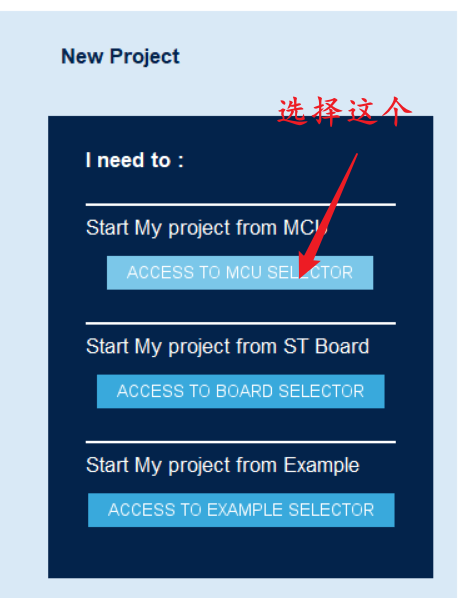 New Project
选择这个
I need to :
Start My project from MCU
ACCESS TO MCU SELECTOR
Start My project from ST Board
ACCESS TO BOARD SELECTOR
Start My project from Example
ACCESS TO EXAMPLE SELECTOR